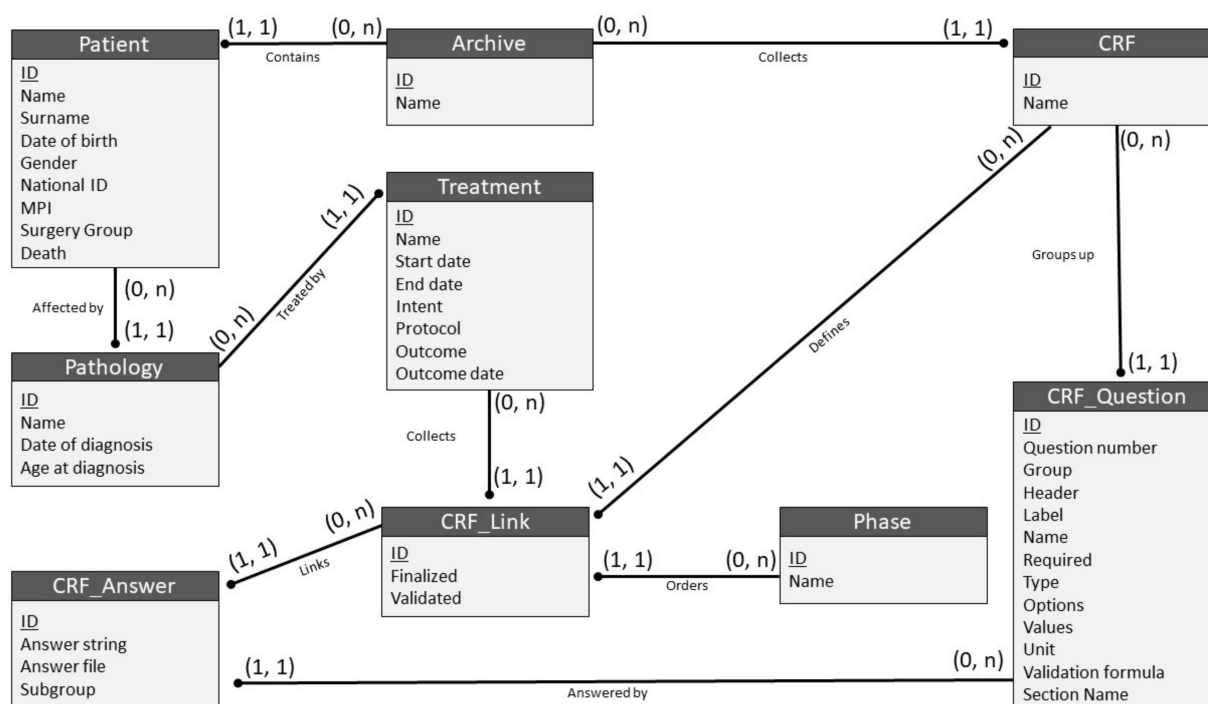 Patient
ID
Name
Surname
Date of birth
Gender
National ID
MPI
Surgery Group
Death
(1, 1)
(0, n)
Contains
Archive
ID
Name
(0, n)
(1, 1)
Collects
CRF
ID
Name
Treatment
ID
Name
Start date
End date
Intent
Protocol
Outcome
Outcome date
(0, n)
Affected by
(1, 1)
(1, 1)
Treated by
(0, n)
Pathology
ID
Name
Date of diagnosis
Age at diagnosis
(0, n)
Collects
(1, 1)
(0, n)
Defines
(1, 1)
(0, n)
Groups up
(1, 1)
CRF_Question
ID
Question number
Group
Header
Label
Name
Required
Type
Options
Values
Unit
Validation formula
Section Name
CRF_Link
ID
Finalized
Validated
(1, 1)
(0, n)
Orders
Phase
ID
Name
(0, n)
(1, 1)
Links
CRF_Answer
ID
Answer string
Answer file
Subgroup
(1, 1)
(0, n)
Answered by